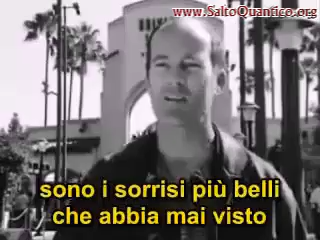 www.SaltoQuantico.org
sono i sorrisi più belli
che abbia mai visto